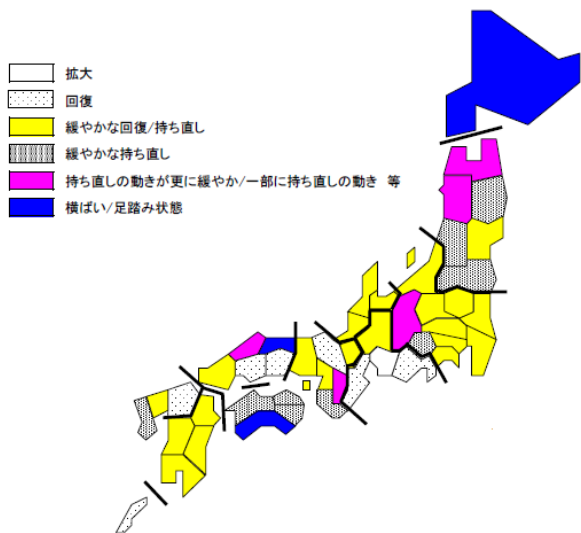 拡大
回復
緩やかな回復/持ち直し
緩やかな持ち直し
持ち直しの動きが更に緩やか/一部に持ち直しの動き 等
横ばい/足踏み状態